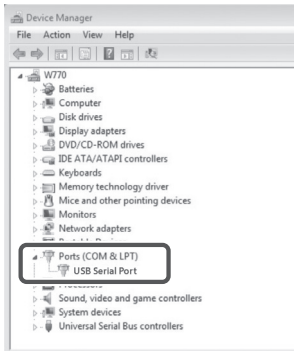 Device Manager
File Action View Help
W770
Batteries
Computer
Disk drives
Display adapters
DVD/CD-ROM drives
IDE ATA/ATAPI controllers
Keyboards
Memory technology driver
Mice and other pointing devices
Monitors
Network adapters
Ports (COM & LPT)
USB Serial Port
Sound, video and game controllers
System devices
Universal Serial Bus controllers